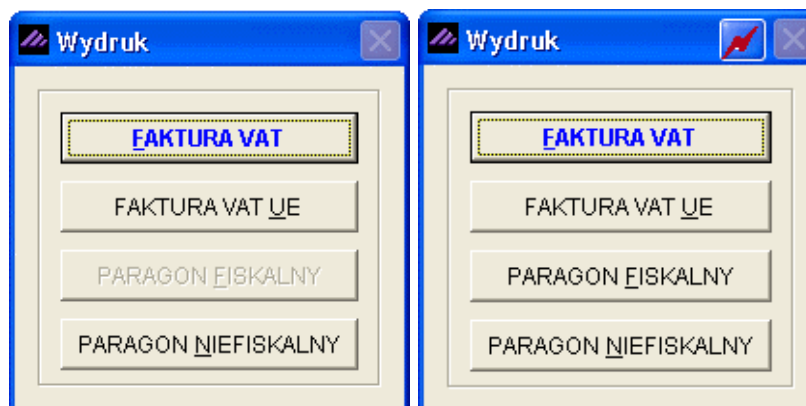 Wydruk
FAKTURA VAT
FAKTURA VAT UE
PARAGON FISKALNY
PARAGON NIEFISKALNY
Wydruk
FAKTURA VAT
FAKTURA VAT UE
PARAGON FISKALNY
PARAGON NIEFISKALNY